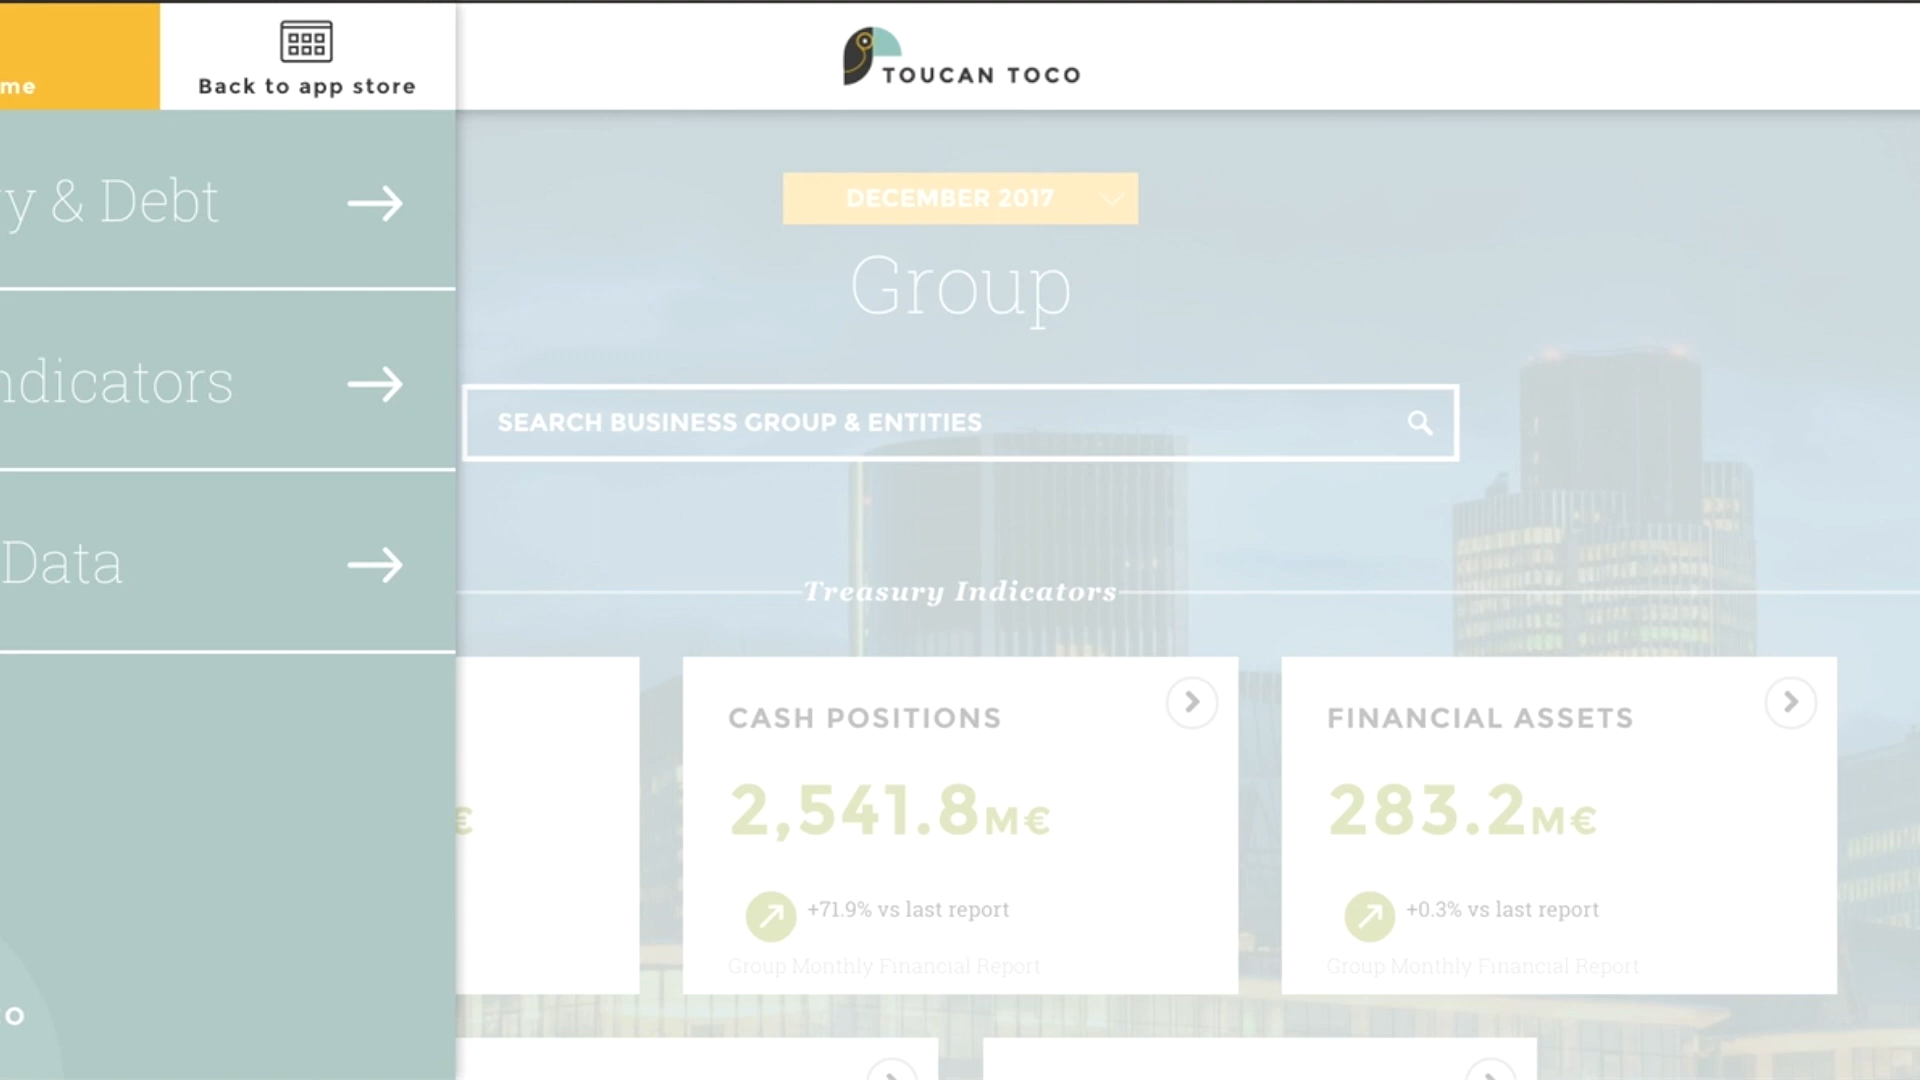 me
Back to app store
TOUCAN TOCO
y & Debt
ndicators
Data
o
DECEMBER 2017
Group
SEARCH BUSINESS GROUP & ENTITIES
Treasury Indicators
€
CASH POSITIONS
2,541.8M€
+71.9% vs last report
Group Monthly Financial Report
FINANCIAL ASSETS
283.2M€
+0.3% vs last report
Group Monthly Financial Report